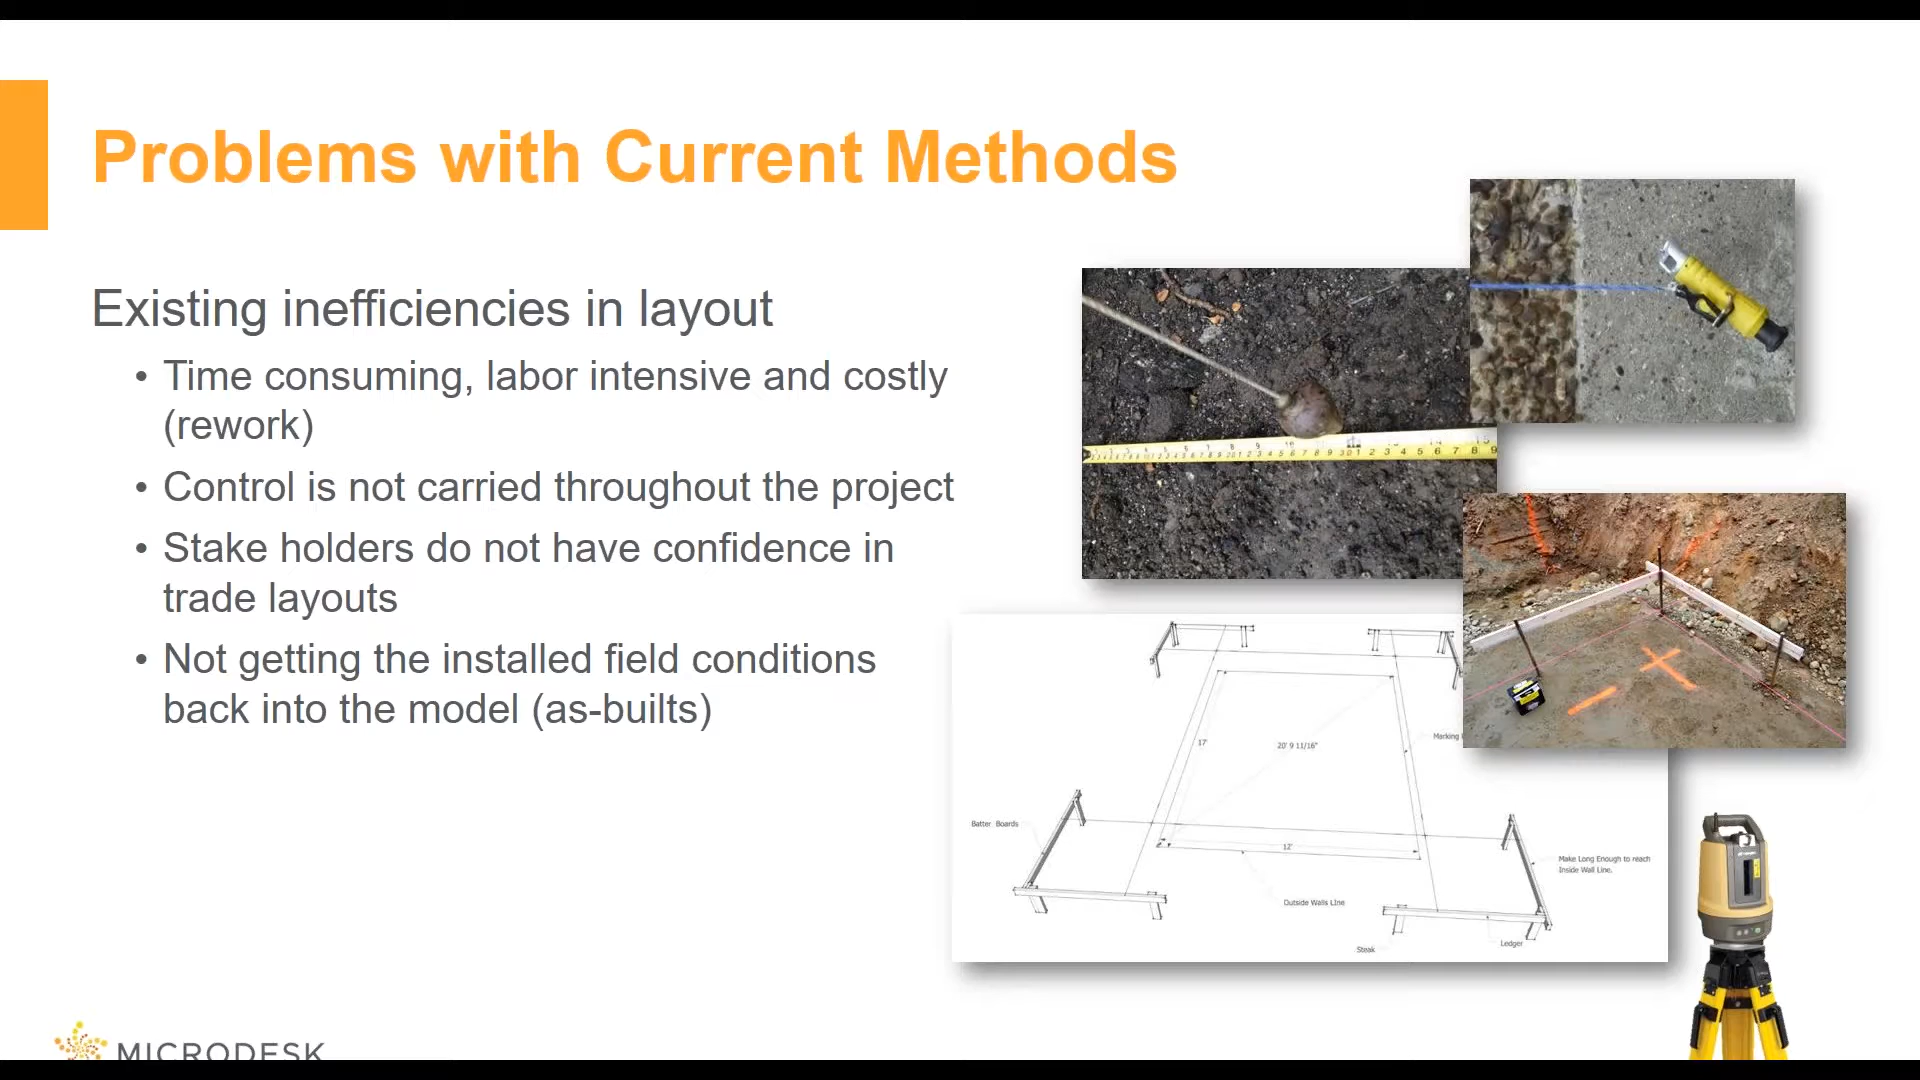 Problems with Current Methods
Existing inefficiencies in layout
• Time consuming, labor intensive and costly
(rework)
• Control is not carried throughout the project
• Stake holders do not have confidence in
trade layouts
• Not getting the installed field conditions
back into the model (as-builts)
17'
20' 9 11/16"
Marking
Batter Boards
12'
Make Long Enough to reach
Inside Wall Line.
Outside Walls LIne
Steak
Ledger
MICRODESK